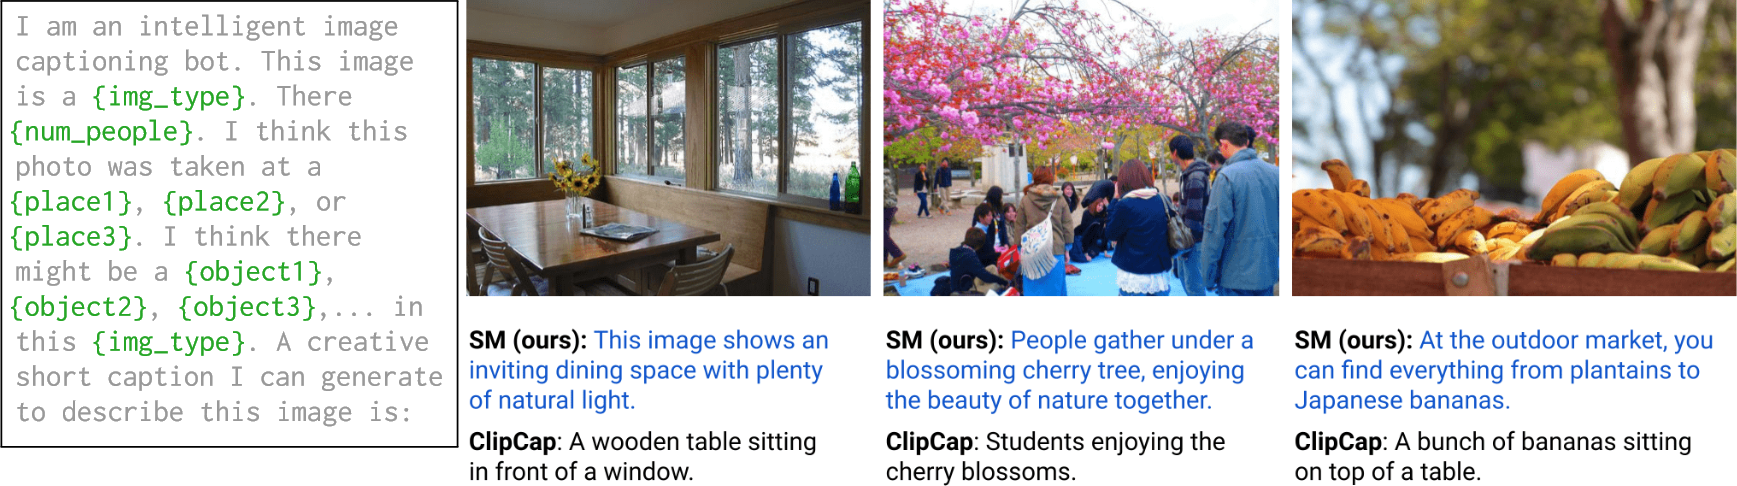 I am an intelligent image
captioning bot. This image
is a {img_type}. There
{num_people}. I think this
photo was taken at a
{place1}, {place2}, or
{place3}. I think there
might be a {object1},
{object2}, {object3},... in
this {img_type}. A creative
short caption I can generate
to describe this image is:
SM (ours): This image shows an
inviting dining space with plenty
of natural light.
ClipCap: A wooden table sitting
in front of a window.
SM (ours): People gather under a
blossoming cherry tree, enjoying
the beauty of nature together.
ClipCap: Students enjoying the
cherry blossoms.
SM (ours): At the outdoor market, you
can find everything from plantains to
Japanese bananas.
ClipCap: A bunch of bananas sitting
on top of a table.